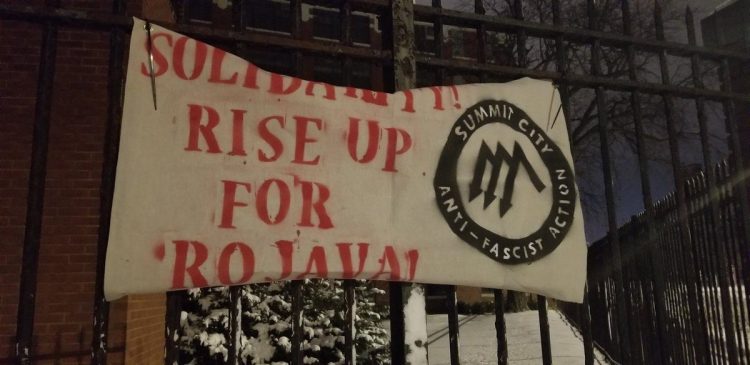 SOLIDARITY!
RISE UP
FOR
ROJAVA!
SUMMIT CITY
ANTI-FASCIST ACTION